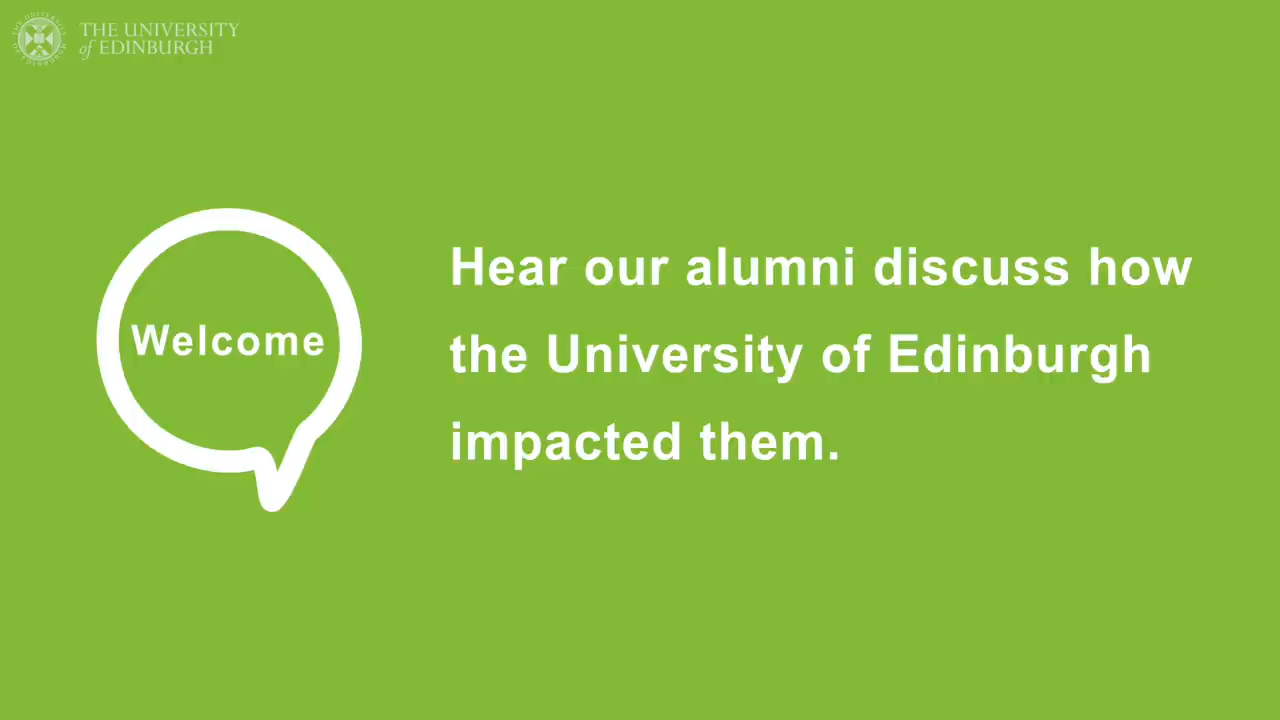 THE UNIVERSITY
of EDINBURGH
Welcome
Hear our alumni discuss how
the University of Edinburgh
impacted them.